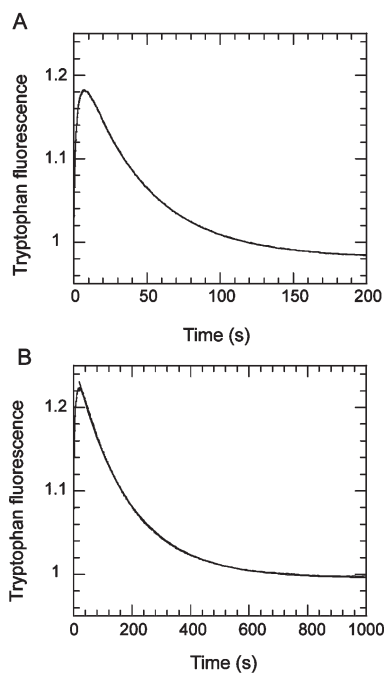 A
Tryptophan fluorescence
1.2
1.1
1
0
50
100
150
200
Time (s)
B
Tryptophan fluorescence
1.2
1.1
1
0
200
400
600
800
1000
Time (s)